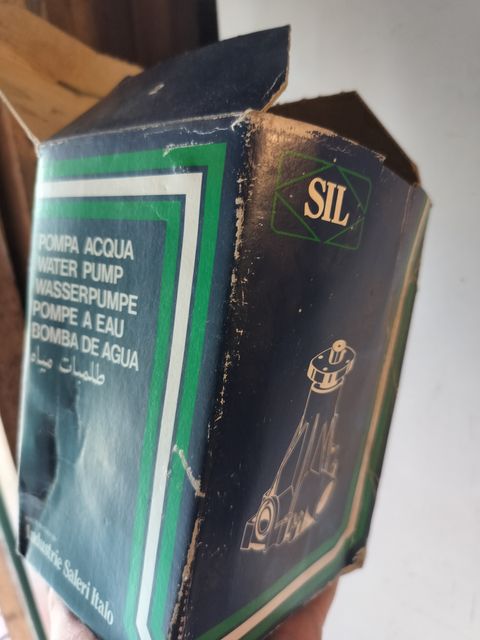 POMPA ACQUA
WATER PUMP
WASSERPUMPE
POMPE A EAU
BOMBA DE AGUA
طلمبات مياه
Industrie Saleri Italo
SIL